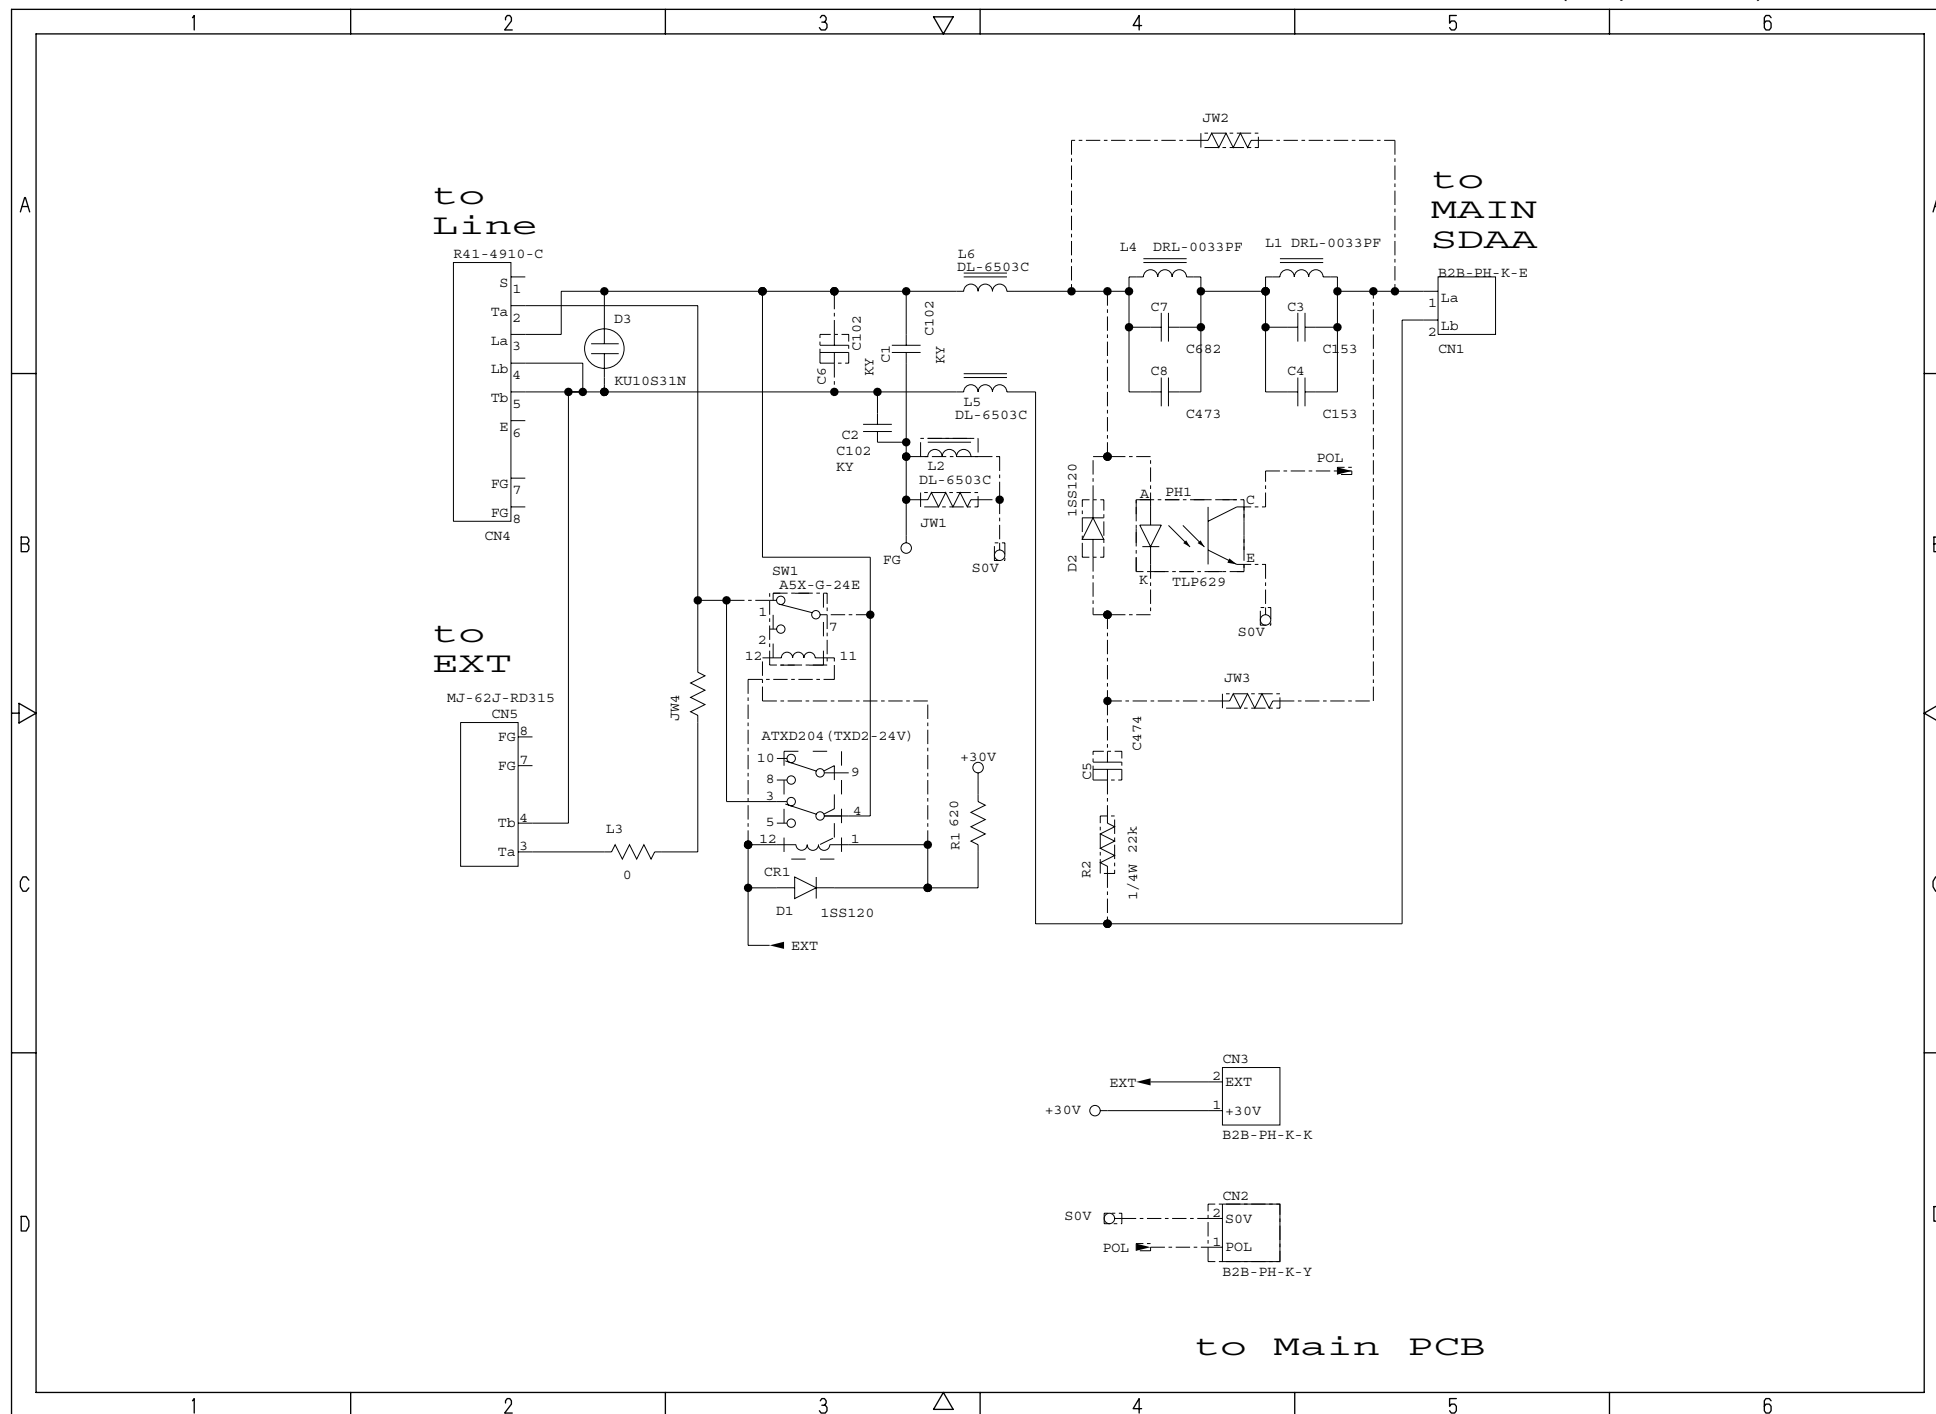 1 2 3 4 5 6
A
B
C
D
to
Line
R41-4910-C
S 1
Ta 2
La 3
Lb 4
Tb 5
E 6
FG 7
FG 8
CN4
D3
KU10S31N
to
EXT
MJ-62J-RD315
CN5
FG 8
FG 7
Tb 4
Ta 3
L3
0
JW4
C6
C102
KY
C1
C102
KY
C2
C102
KY
L6
DL-6503C
L5
DL-6503C
L2
DL-6503C
JW1
FG
S0V
SW1
A5X-G-24E
1
7
2
12
11
ATXD204(TXD2-24V)
10
9
8
3
4
5
12
1
CR1
D1
1SS120
EXT
+30V
R1 620
JW2
L4 DRL-0033PF
L1 DRL-0033PF
C7
C682
C8
C473
C3
C153
C4
C153
to
MAIN
SDAA
B2B-PH-K-E
1 La
2 Lb
CN1
POL
1SS120
D2
A
PH1
C
K
E
TLP629
S0V
JW3
C474
C5
R2
1/4W 22k
CN3
EXT 2 EXT
+30V 1 +30V
B2B-PH-K-K
CN2
S0V 2 S0V
POL 1 POL
B2B-PH-K-Y
to Main PCB
1 2 3 4 5 6